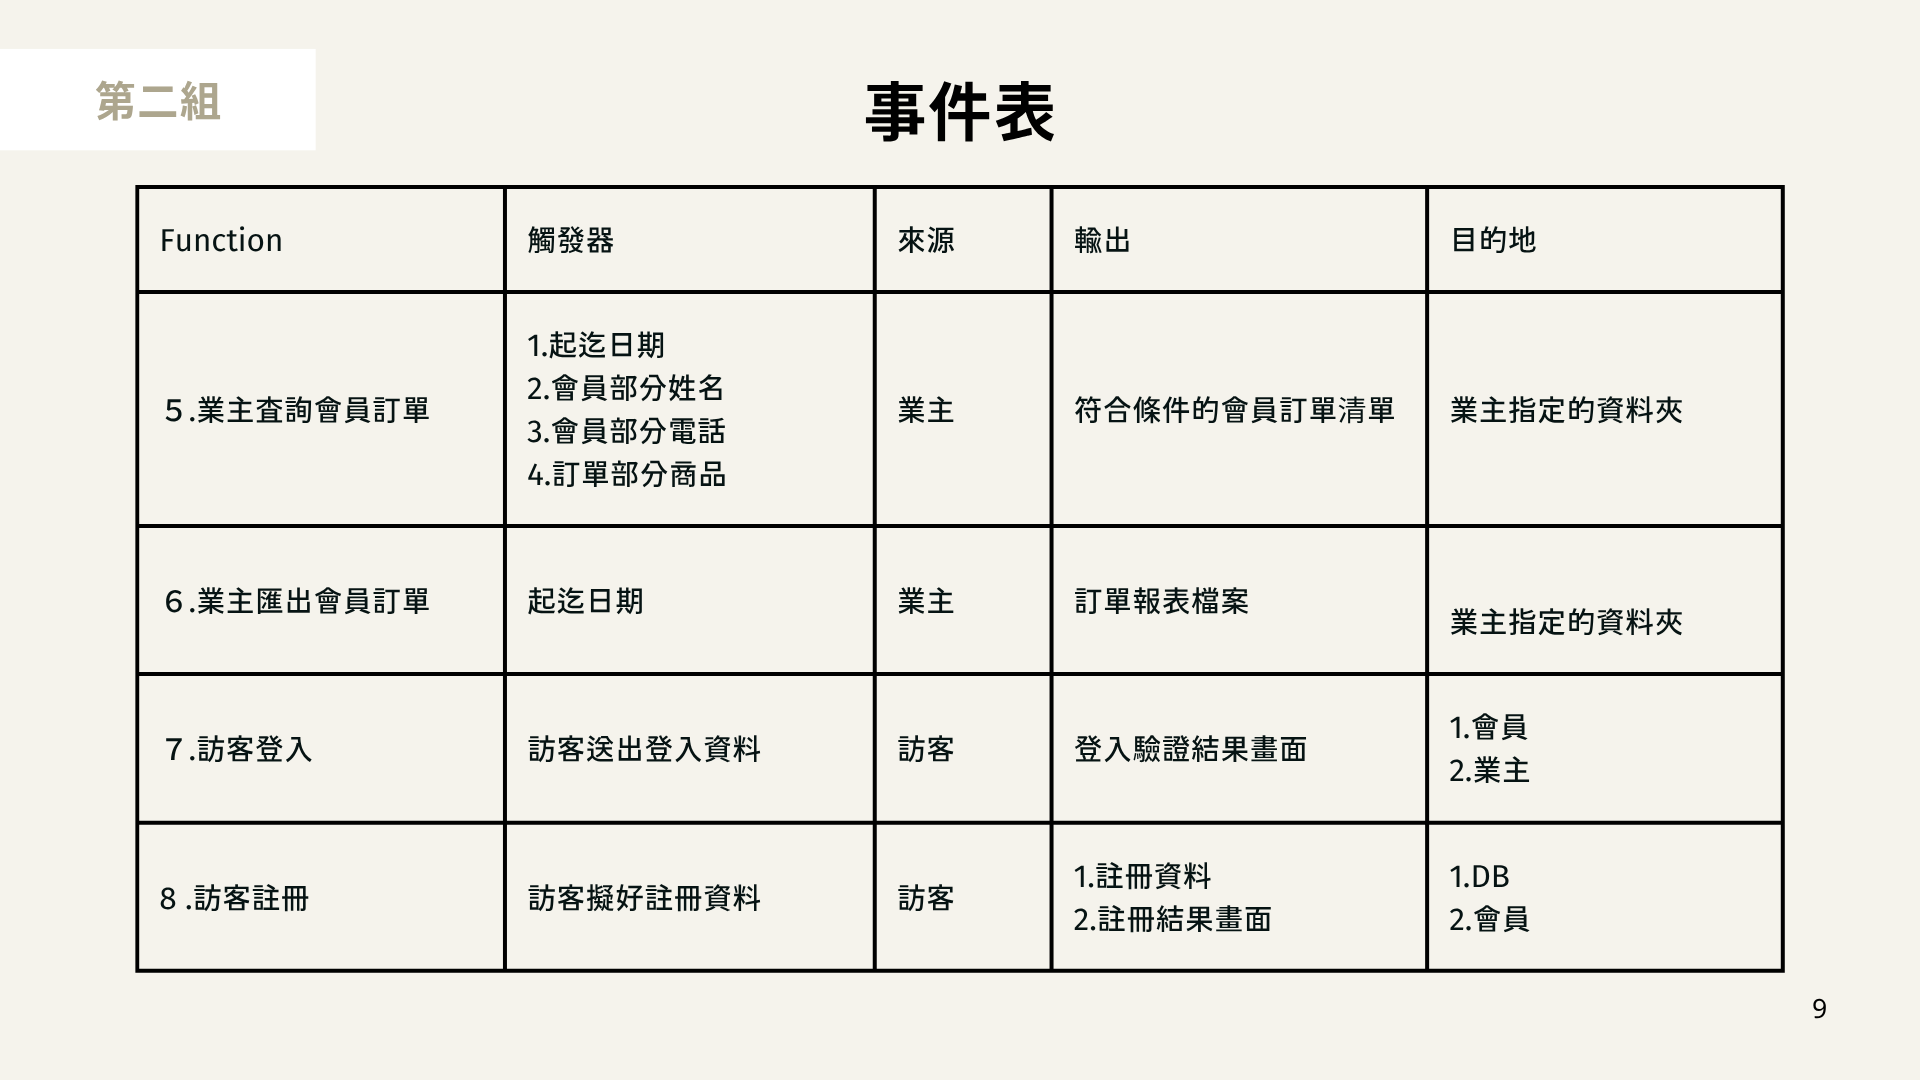 第二組
事件表
Function 觸發器 來源 輸出 目的地
５.業主查詢會員訂單
1.起迄日期
2.會員部分姓名
3.會員部分電話
4.訂單部分商品
業主
符合條件的會員訂單清單
業主指定的資料夾
６.業主匯出會員訂單
起迄日期
業主
訂單報表檔案
業主指定的資料夾
７.訪客登入
訪客送出登入資料
訪客
登入驗證結果畫面
1.會員
2.業主
8 .訪客註冊
訪客擬好註冊資料
訪客
1.註冊資料
2.註冊結果畫面
1.DB
2.會員
9